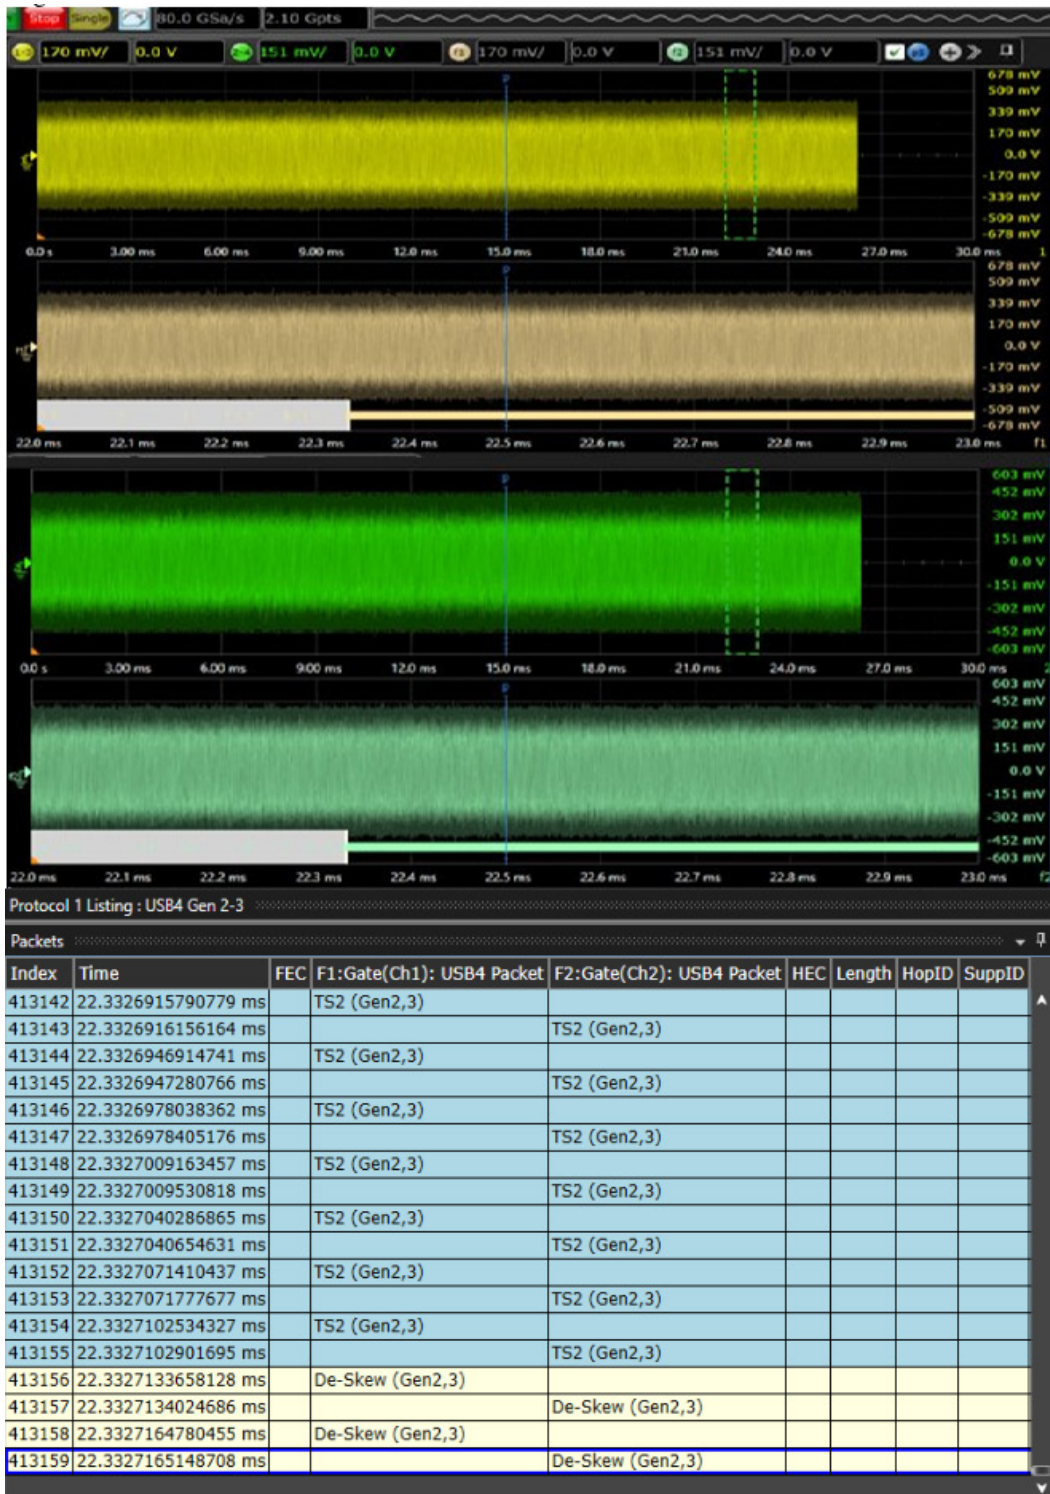 Stop Single 80.0 GSa/s 2.10 Gpts
1-3 170 mV/ 0.0 V 2-4 151 mV/ 0.0 V f1 170 mV/ 0.0 V f2 151 mV/ 0.0 V p1
678 mV
509 mV
339 mV
170 mV
0.0 V
-170 mV
-339 mV
-509 mV
-678 mV
0.0 s 3.00 ms 6.00 ms 9.00 ms 12.0 ms 15.0 ms 18.0 ms 21.0 ms 24.0 ms 27.0 ms 30.0 ms 1
678 mV
509 mV
339 mV
170 mV
0.0 V
-170 mV
-339 mV
-509 mV
-678 mV
22.0 ms 22.1 ms 22.2 ms 22.3 ms 22.4 ms 22.5 ms 22.6 ms 22.7 ms 22.8 ms 22.9 ms 23.0 ms f1
603 mV
452 mV
302 mV
151 mV
0.0 V
-151 mV
-302 mV
-452 mV
-603 mV
0.0 s 3.00 ms 6.00 ms 9.00 ms 12.0 ms 15.0 ms 18.0 ms 21.0 ms 24.0 ms 27.0 ms 30.0 ms 2
603 mV
452 mV
302 mV
151 mV
0.0 V
-151 mV
-302 mV
-452 mV
-603 mV
22.0 ms 22.1 ms 22.2 ms 22.3 ms 22.4 ms 22.5 ms 22.6 ms 22.7 ms 22.8 ms 22.9 ms 23.0 ms f2
Protocol 1 Listing : USB4 Gen 2-3
Packets
Index Time FEC F1:Gate(Ch1): USB4 Packet F2:Gate(Ch2): USB4 Packet HEC Length HopID SuppID
413142 22.3326915790779 ms TS2 (Gen2,3)
413143 22.3326916156164 ms TS2 (Gen2,3)
413144 22.3326946914741 ms TS2 (Gen2,3)
413145 22.3326947280766 ms TS2 (Gen2,3)
413146 22.3326978038362 ms TS2 (Gen2,3)
413147 22.3326978405176 ms TS2 (Gen2,3)
413148 22.3327009163457 ms TS2 (Gen2,3)
413149 22.3327009530818 ms TS2 (Gen2,3)
413150 22.3327040286865 ms TS2 (Gen2,3)
413151 22.3327040654631 ms TS2 (Gen2,3)
413152 22.3327071410437 ms TS2 (Gen2,3)
413153 22.3327071777677 ms TS2 (Gen2,3)
413154 22.3327102534327 ms TS2 (Gen2,3)
413155 22.3327102901695 ms TS2 (Gen2,3)
413156 22.3327133658128 ms De-Skew (Gen2,3)
413157 22.3327134024686 ms De-Skew (Gen2,3)
413158 22.3327164780455 ms De-Skew (Gen2,3)
413159 22.3327165148708 ms De-Skew (Gen2,3)